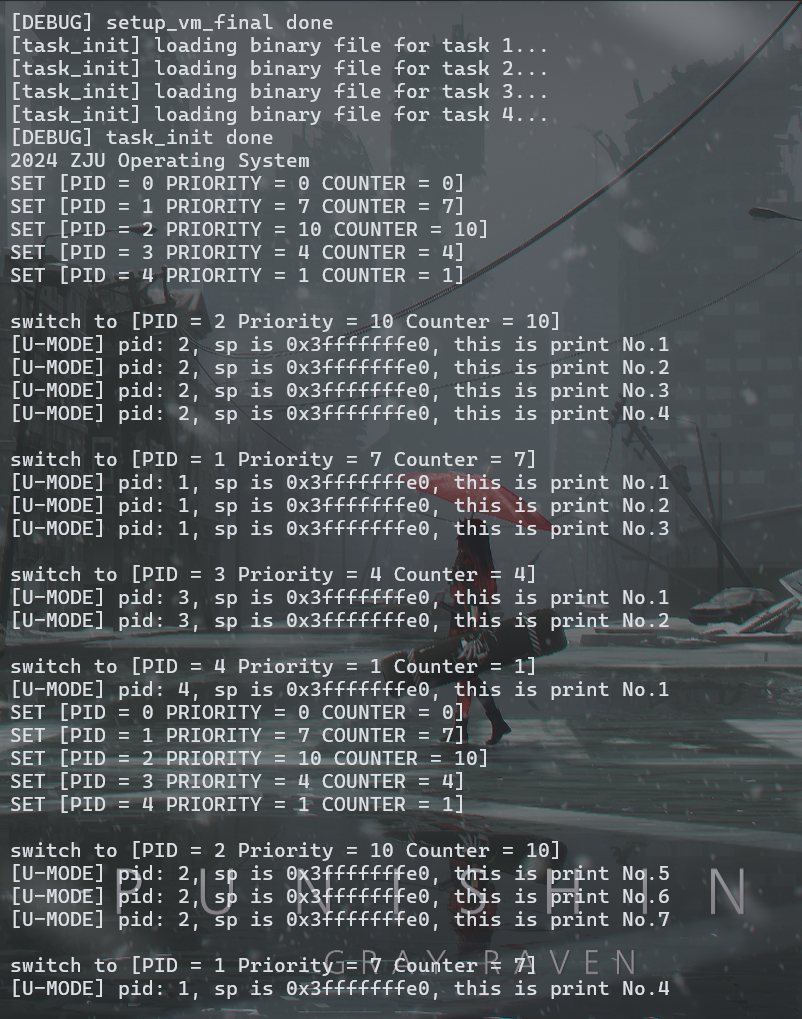 [DEBUG] setup_vm_final done
[task_init] loading binary file for task 1...
[task_init] loading binary file for task 2...
[task_init] loading binary file for task 3...
[task_init] loading binary file for task 4...
[DEBUG] task_init done
2024 ZJU Operating System
SET [PID = 0 PRIORITY = 0 COUNTER = 0]
SET [PID = 1 PRIORITY = 7 COUNTER = 7]
SET [PID = 2 PRIORITY = 10 COUNTER = 10]
SET [PID = 3 PRIORITY = 4 COUNTER = 4]
SET [PID = 4 PRIORITY = 1 COUNTER = 1]
switch to [PID = 2 Priority = 10 Counter = 10]
[U-MODE] pid: 2, sp is 0x3fffffffe0, this is print No.1
[U-MODE] pid: 2, sp is 0x3fffffffe0, this is print No.2
[U-MODE] pid: 2, sp is 0x3fffffffe0, this is print No.3
[U-MODE] pid: 2, sp is 0x3fffffffe0, this is print No.4
switch to [PID = 1 Priority = 7 Counter = 7]
[U-MODE] pid: 1, sp is 0x3fffffffe0, this is print No.1
[U-MODE] pid: 1, sp is 0x3fffffffe0, this is print No.2
[U-MODE] pid: 1, sp is 0x3fffffffe0, this is print No.3
switch to [PID = 3 Priority = 4 Counter = 4]
[U-MODE] pid: 3, sp is 0x3fffffffe0, this is print No.1
[U-MODE] pid: 3, sp is 0x3fffffffe0, this is print No.2
switch to [PID = 4 Priority = 1 Counter = 1]
[U-MODE] pid: 4, sp is 0x3fffffffe0, this is print No.1
SET [PID = 0 PRIORITY = 0 COUNTER = 0]
SET [PID = 1 PRIORITY = 7 COUNTER = 7]
SET [PID = 2 PRIORITY = 10 COUNTER = 10]
SET [PID = 3 PRIORITY = 4 COUNTER = 4]
SET [PID = 4 PRIORITY = 1 COUNTER = 1]
switch to [PID = 2 Priority = 10 Counter = 10]
[U-MODE] pid: 2, sp is 0x3fffffffe0, this is print No.5
[U-MODE] pid: 2, sp is 0x3fffffffe0, this is print No.6
[U-MODE] pid: 2, sp is 0x3fffffffe0, this is print No.7
PUNISHIN
switch to [PID = 1 Priority = 7 Counter = 7]
GRAY RAVEN
[U-MODE] pid: 1, sp is 0x3fffffffe0, this is print No.4